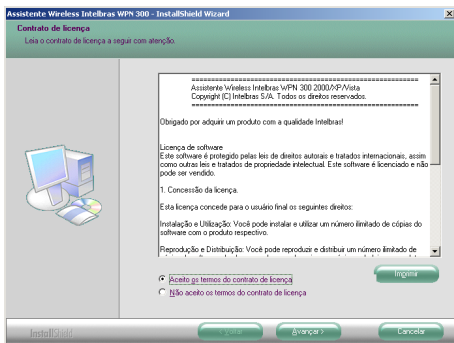 Assistente Wireless Intelbras WPN 300 - InstallShield Wizard
Contrato de licença
Leia o contrato de licença a seguir com atenção.
============================================================
Assistente Wireless Intelbras WPN 300 2000/XP/Vista
Copyright (C) Intelbras S/A. Todos os direitos reservados.
============================================================
Obrigado por adquirir um produto com a qualidade Intelbras!
Licença de software
Este software é protegido pelas leis de direitos autorais e tratados internacionais, assim
como outras leis e tratados de propriedade intelectual. Este software é licenciado e não
pode ser vendido.
1. Concessão da licença.
Esta licença concede para o usuário final os seguintes direitos:
Instalação e Utilização: Você pode instalar e utilizar um número ilimitado de cópias do
software com o produto respectivo.
Reprodução e Distribuição: Você pode reproduzir e distribuir um número ilimitado de
Aceito os termos do contrato de licença
Imprimir
Não aceito os termos do contrato de licença
InstallShield
Avançar >
Cancelar